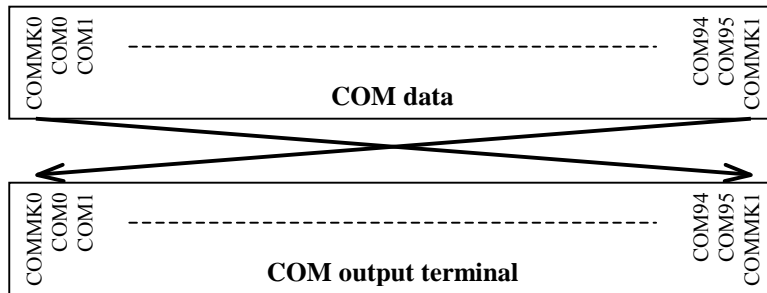 COMMK0
COM0
COM1
COM94
COM95
COMMK1
COM data
COMMK0
COM0
COM1
COM94
COM95
COMMK1
COM output terminal